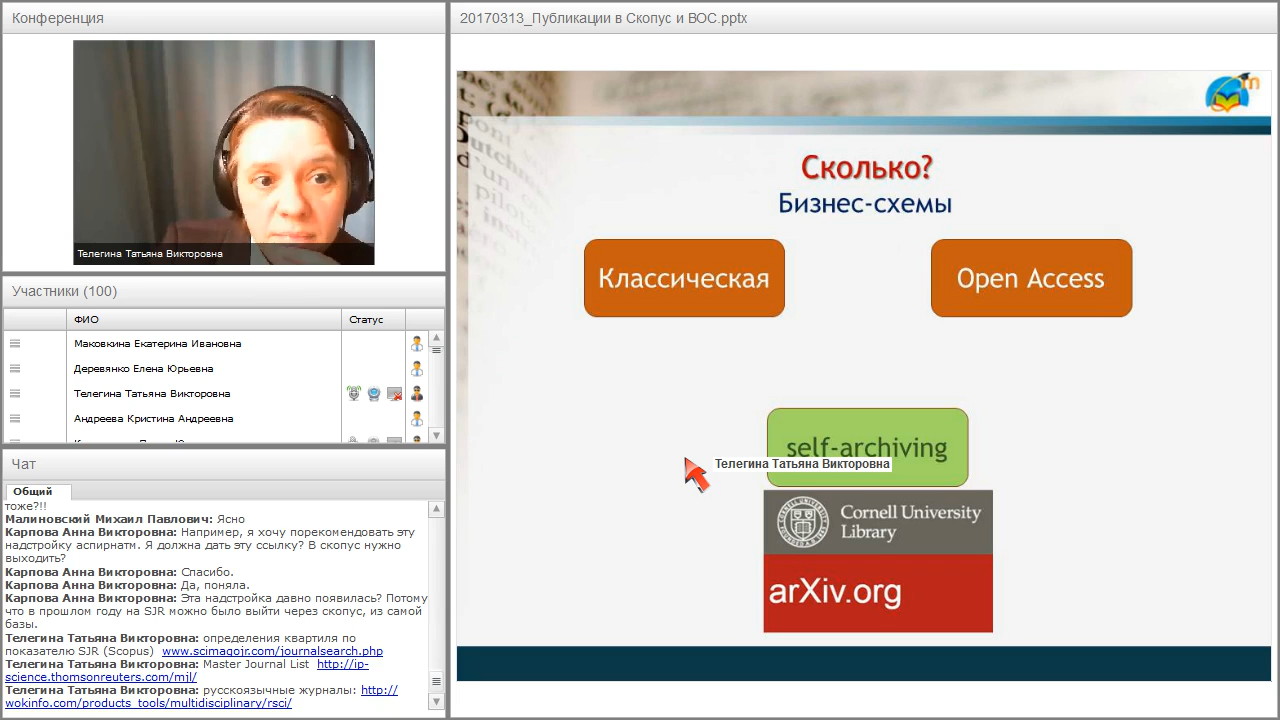 Конференция
Телегина Татьяна Викторовна
Участники (100)
ФИО
Статус
Маковкина Екатерина Ивановна
Деревянко Елена Юрьевна
Телегина Татьяна Викторовна
Андреева Кристина Андреевна
Чат
Общий
тоже?!!
Малиновский Михаил Павлович: Ясно
Карпова Анна Викторовна: Например, я хочу порекомендовать эту
надстройку аспирнатм. Я должна дать эту ссылку? В скопус нужно
выходить?
Карпова Анна Викторовна: Спасибо.
Карпова Анна Викторовна: Да, поняла.
Карпова Анна Викторовна: Эта надстройка давно появилась? Потому
что в прошлом году на SJR можно было выйти через скопус, из самой
базы.
Телегина Татьяна Викторовна: определения квартиля по
показателю SJR (Scopus) www.scimagojr.com/journalsearch.php
Телегина Татьяна Викторовна: Master Journal List http://ip-
science.thomsonreuters.com/mjl/
Телегина Татьяна Викторовна: русскоязычные журналы: http://
wokinfo.com/products_tools/multidisciplinary/rsci/
20170313_Публикации в Скопус и ВОС.pptx
Сколько?
Бизнес-схемы
Классическая
Open Access
self-archiving
Телегина Татьяна Викторовна
Cornell University
Library
arXiv.org